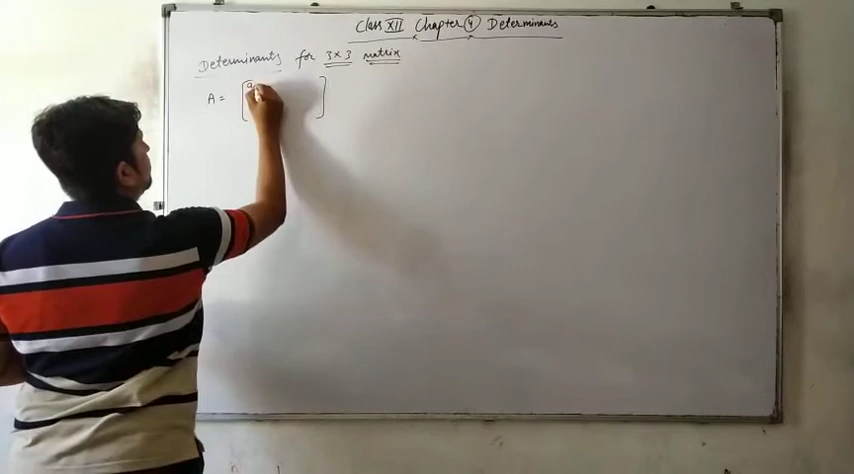 Class XII Chapter 4 Determinants
Determinants for 3 × 3 matrix
A = [a ]